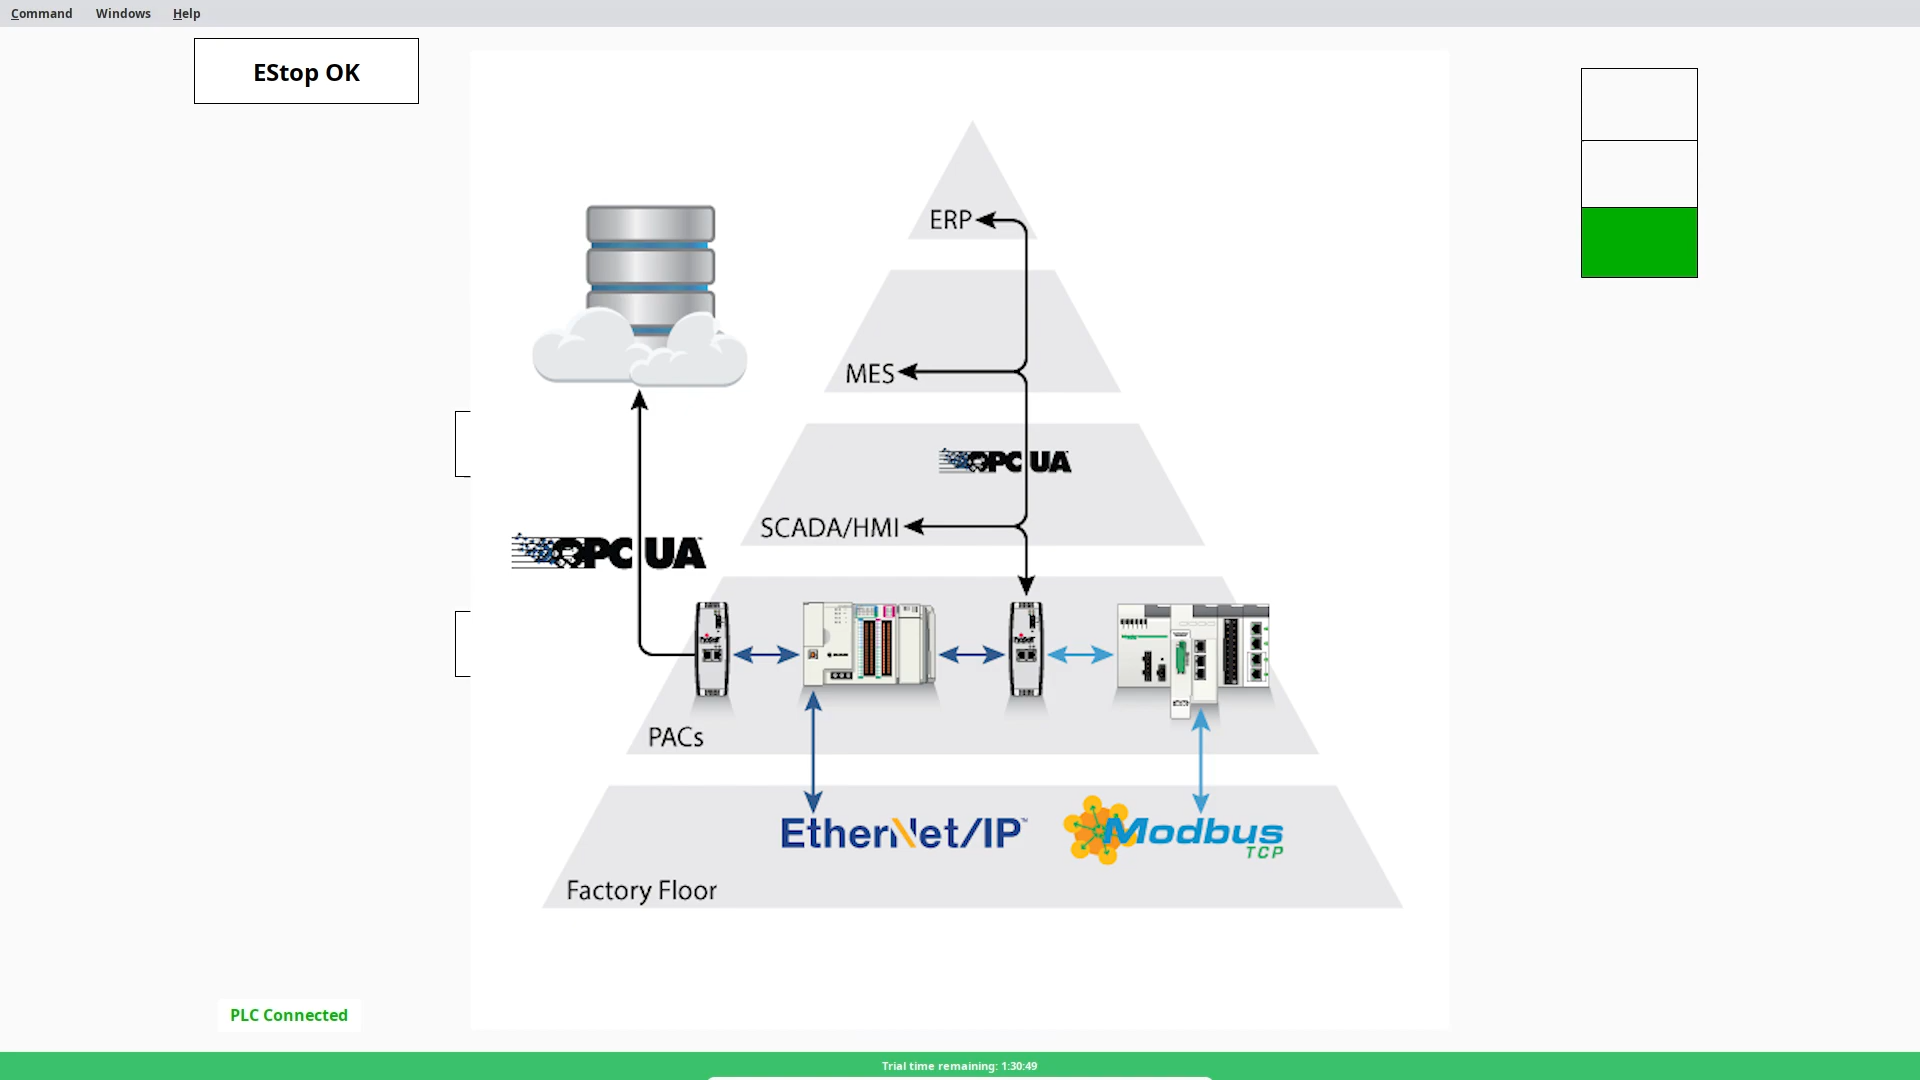 Command Windows Help
EStop OK
ERP
MES
OPC UA
SCADA/HMI
OPC UA
PACs
EtherNet/IP™
Modbus
TCP
Factory Floor
PLC Connected
Trial time remaining: 1:30:49